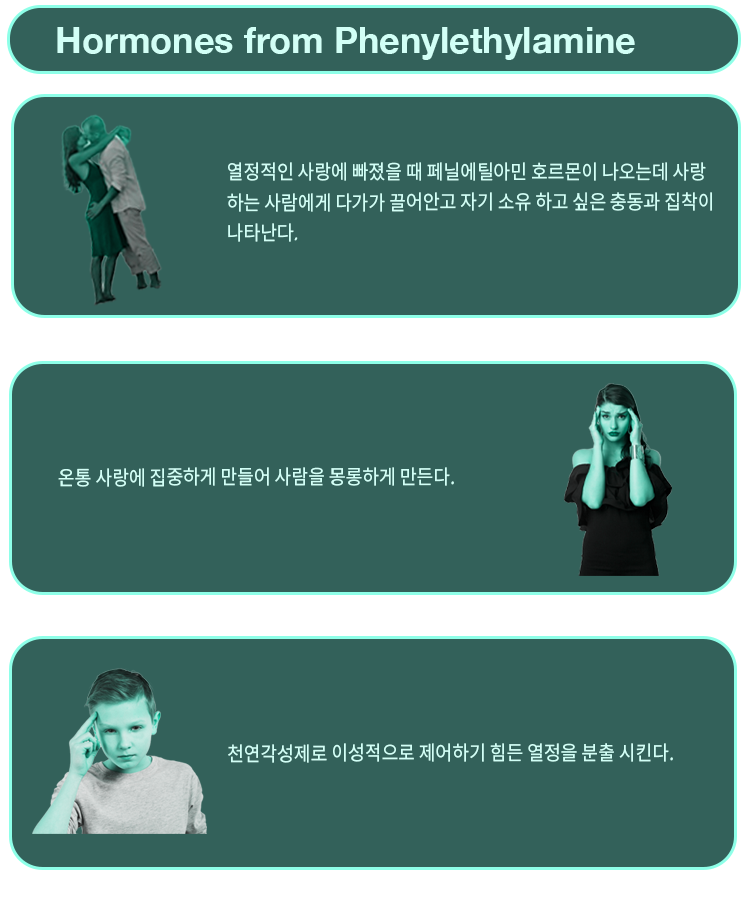 Hormones from Phenylethylamine
열정적인 사랑에 빠졌을 때 페닐에틸아민 호르몬이 나오는데 사랑
하는 사람에게 다가가 끌어안고 자기 소유 하고 싶은 충동과 집착이
나타난다.
온통 사랑에 집중하게 만들어 사람을 몽롱하게 만든다.
천연각성제로 이성적으로 제어하기 힘든 열정을 분출 시킨다.